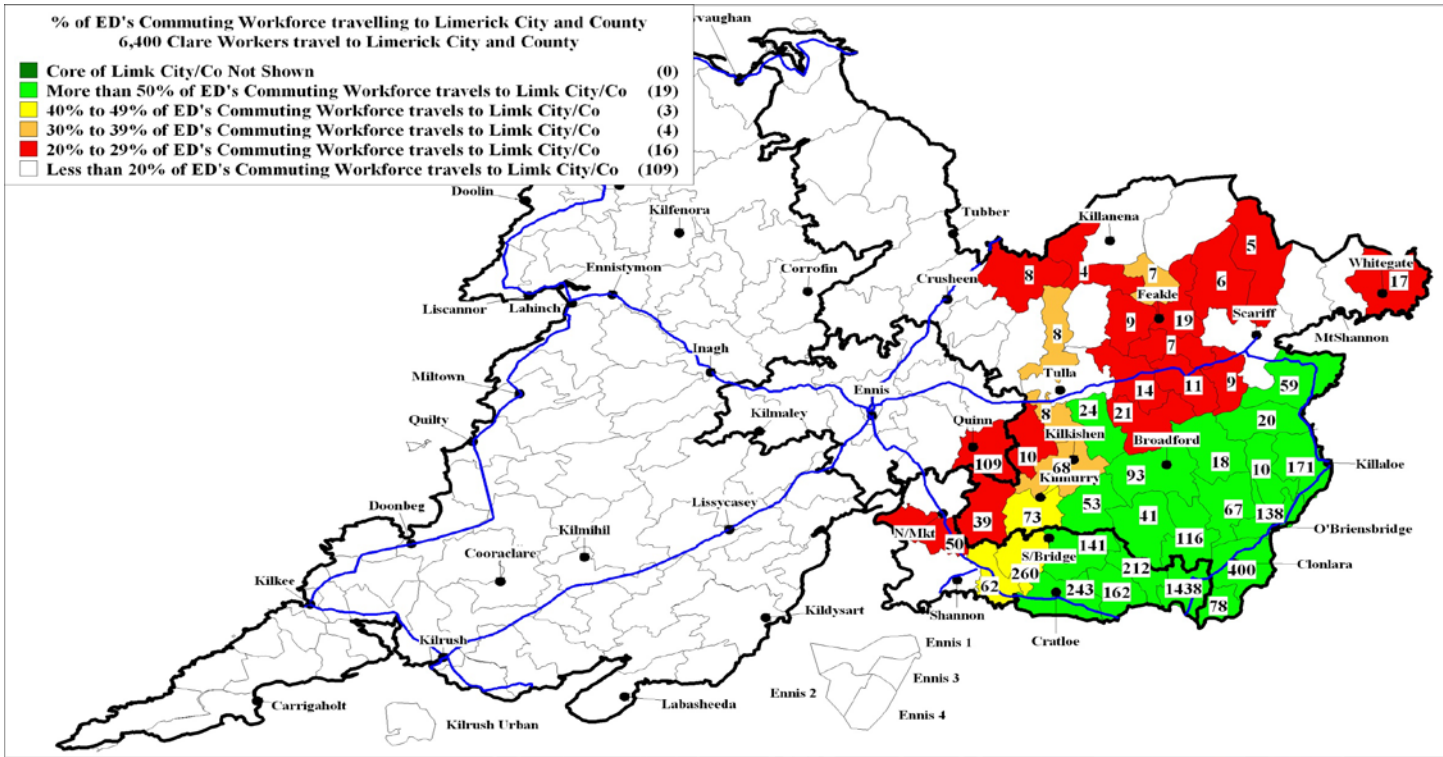 % of ED's Commuting Workforce travelling to Limerick City and County
6,400 Clare Workers travel to Limerick City and County
Core of Limk City/Co Not Shown (0)
More than 50% of ED's Commuting Workforce travels to Limk City/Co (19)
40% to 49% of ED's Commuting Workforce travels to Limk City/Co (3)
30% to 39% of ED's Commuting Workforce travels to Limk City/Co (4)
20% to 29% of ED's Commuting Workforce travels to Limk City/Co (16)
Less than 20% of ED's Commuting Workforce travels to Limk City/Co (109)
vaughan
Doolin
Kilfenora
Tubber
Killanena
5
Ennistymon
Corrofin
Crusheen
8
4
7
6
Whitegate
17
Liscannor
Lahinch
Feakle
9
19
Scariff
MtShannon
8
7
Inagh
Miltown
Ennis
Tulla
14
11
9
59
Quilty
Kilmaley
Quinn
8
24
21
20
Kilkishen
Broadford
109
10
68
93
18
10
171
Killaloe
Kilmurry
Doonbeg
Lissycasey
Kilmihil
N/Mkt
39
73
53
41
67
138
O'Briensbridge
50
S/Bridge
141
116
Cooraclare
Kilkee
62
260
212
400
Clonlara
243
162
1438
78
Kildysart
Shannon
Cratloe
Kilrush
Ennis 1
Ennis 3
Ennis 2
Ennis 4
Carrigaholt
Labasheeda
Kilrush Urban